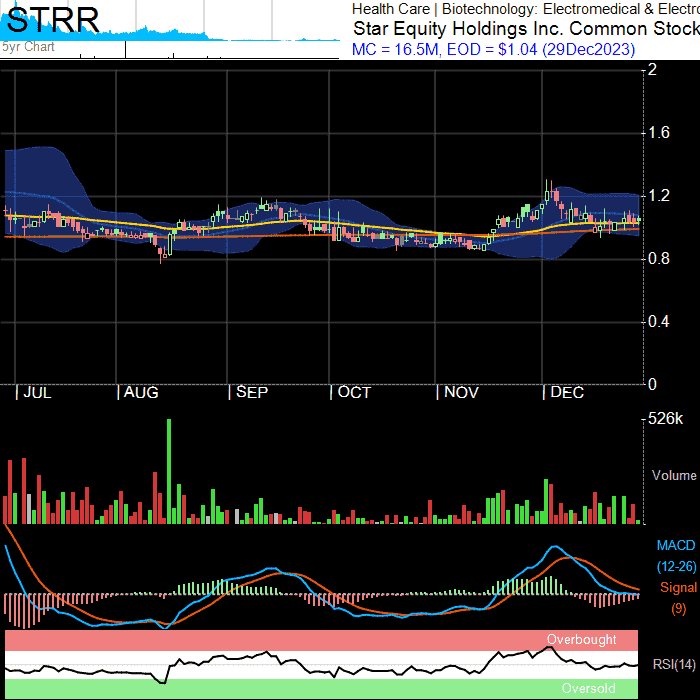 STRR
5yr Chart
Health Care | Biotechnology: Electromedical & Electro
Star Equity Holdings Inc. Common Stock
MC = 16.5M, EOD = $1.04 (29Dec2023)
2
1.6
1.2
0.8
0.4
0
JUL AUG SEP OCT NOV DEC
526k
Volume
MACD
(12-26)
Signal
(9)
Overbought
RSI(14)
Oversold